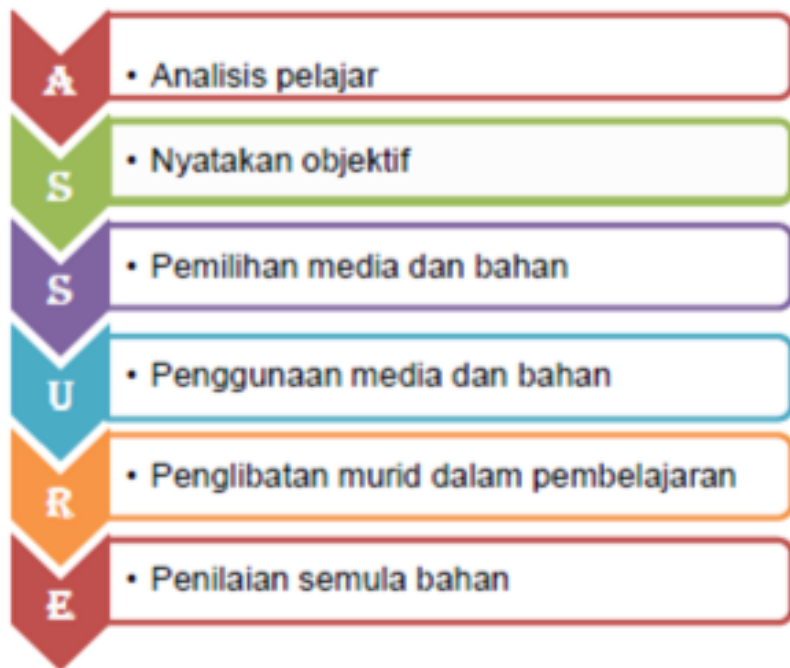 A
• Analisis pelajar
S
• Nyatakan objektif
S
• Pemilihan media dan bahan
U
• Penggunaan media dan bahan
R
• Penglibatan murid dalam pembelajaran
E
• Penilaian semula bahan